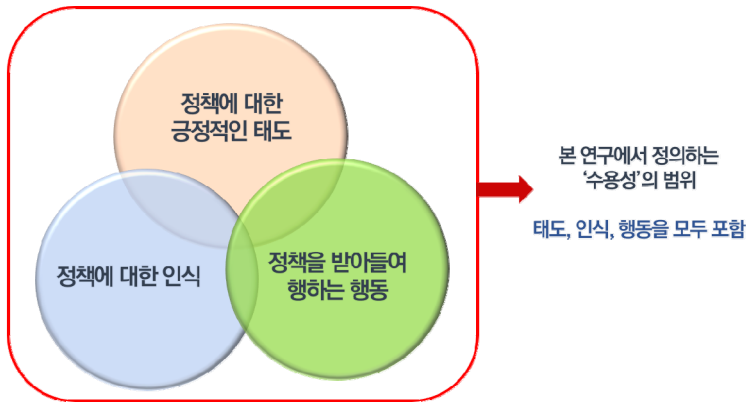 정책에 대한
긍정적인 태도
정책에 대한 인식
정책을 받아들여
행하는 행동
본 연구에서 정의하는
‘수용성’의 범위
태도, 인식, 행동을 모두 포함